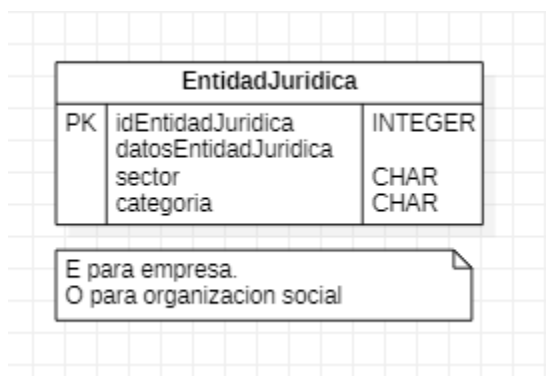 EntidadJuridica
PK idEntidadJuridica INTEGER
datosEntidadJuridica
sector CHAR
categoria CHAR
E para empresa.
O para organizacion social